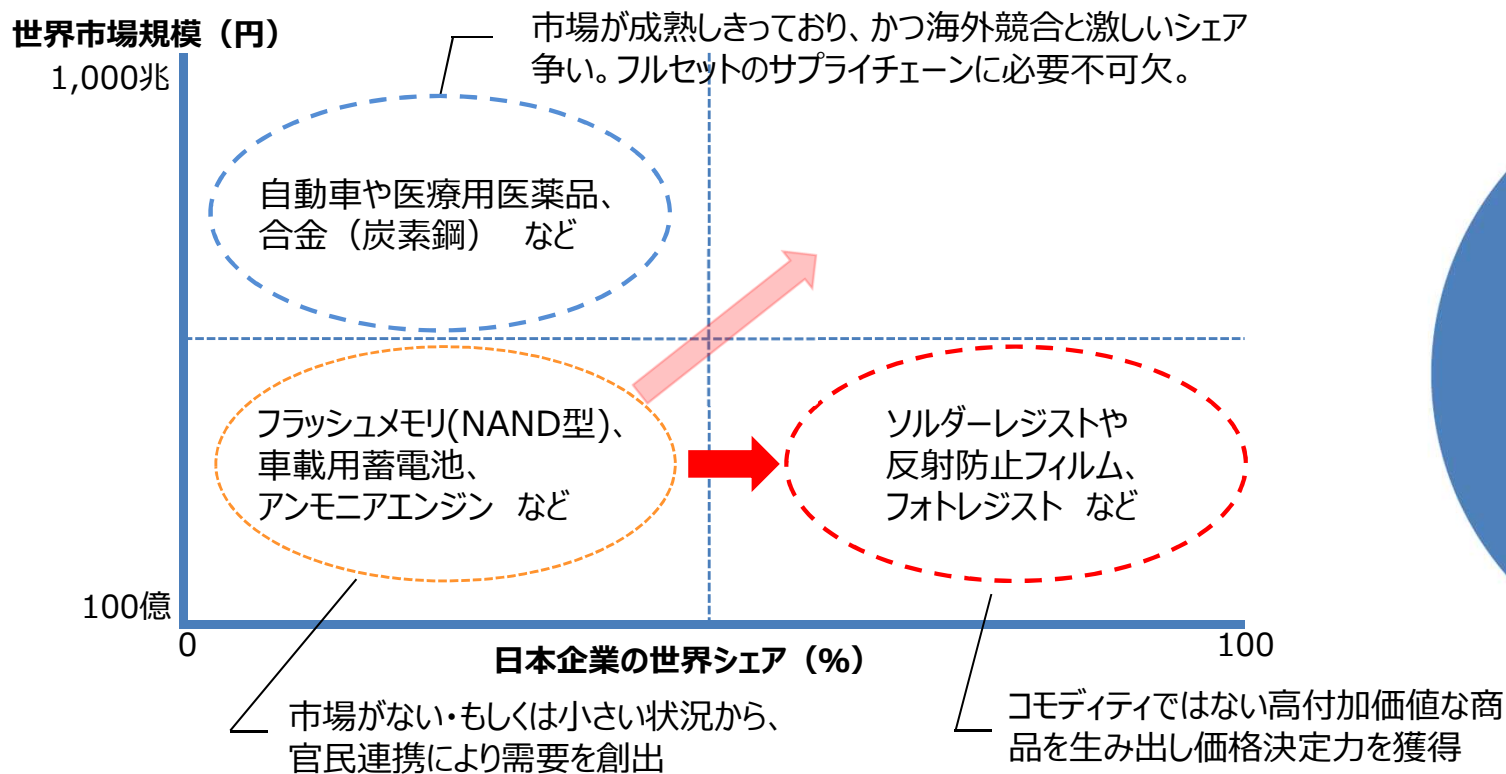 世界市場規模（円）
1,000兆
市場が成熟しきっており、かつ海外競合と激しいシェア
争い。フルセットのサプライチェーンに必要不可欠。
自動車や医療用医薬品、
合金（炭素鋼） など
フラッシュメモリ(NAND型)、
車載用蓄電池、
アンモニアエンジン など
ソルダーレジストや
反射防止フィルム、
フォトレジスト など
100億
0
日本企業の世界シェア（%）
100
市場がない・もしくは小さい状況から、
官民連携により需要を創出
コモディティではない高付加価値な商
品を生み出し価格決定力を獲得